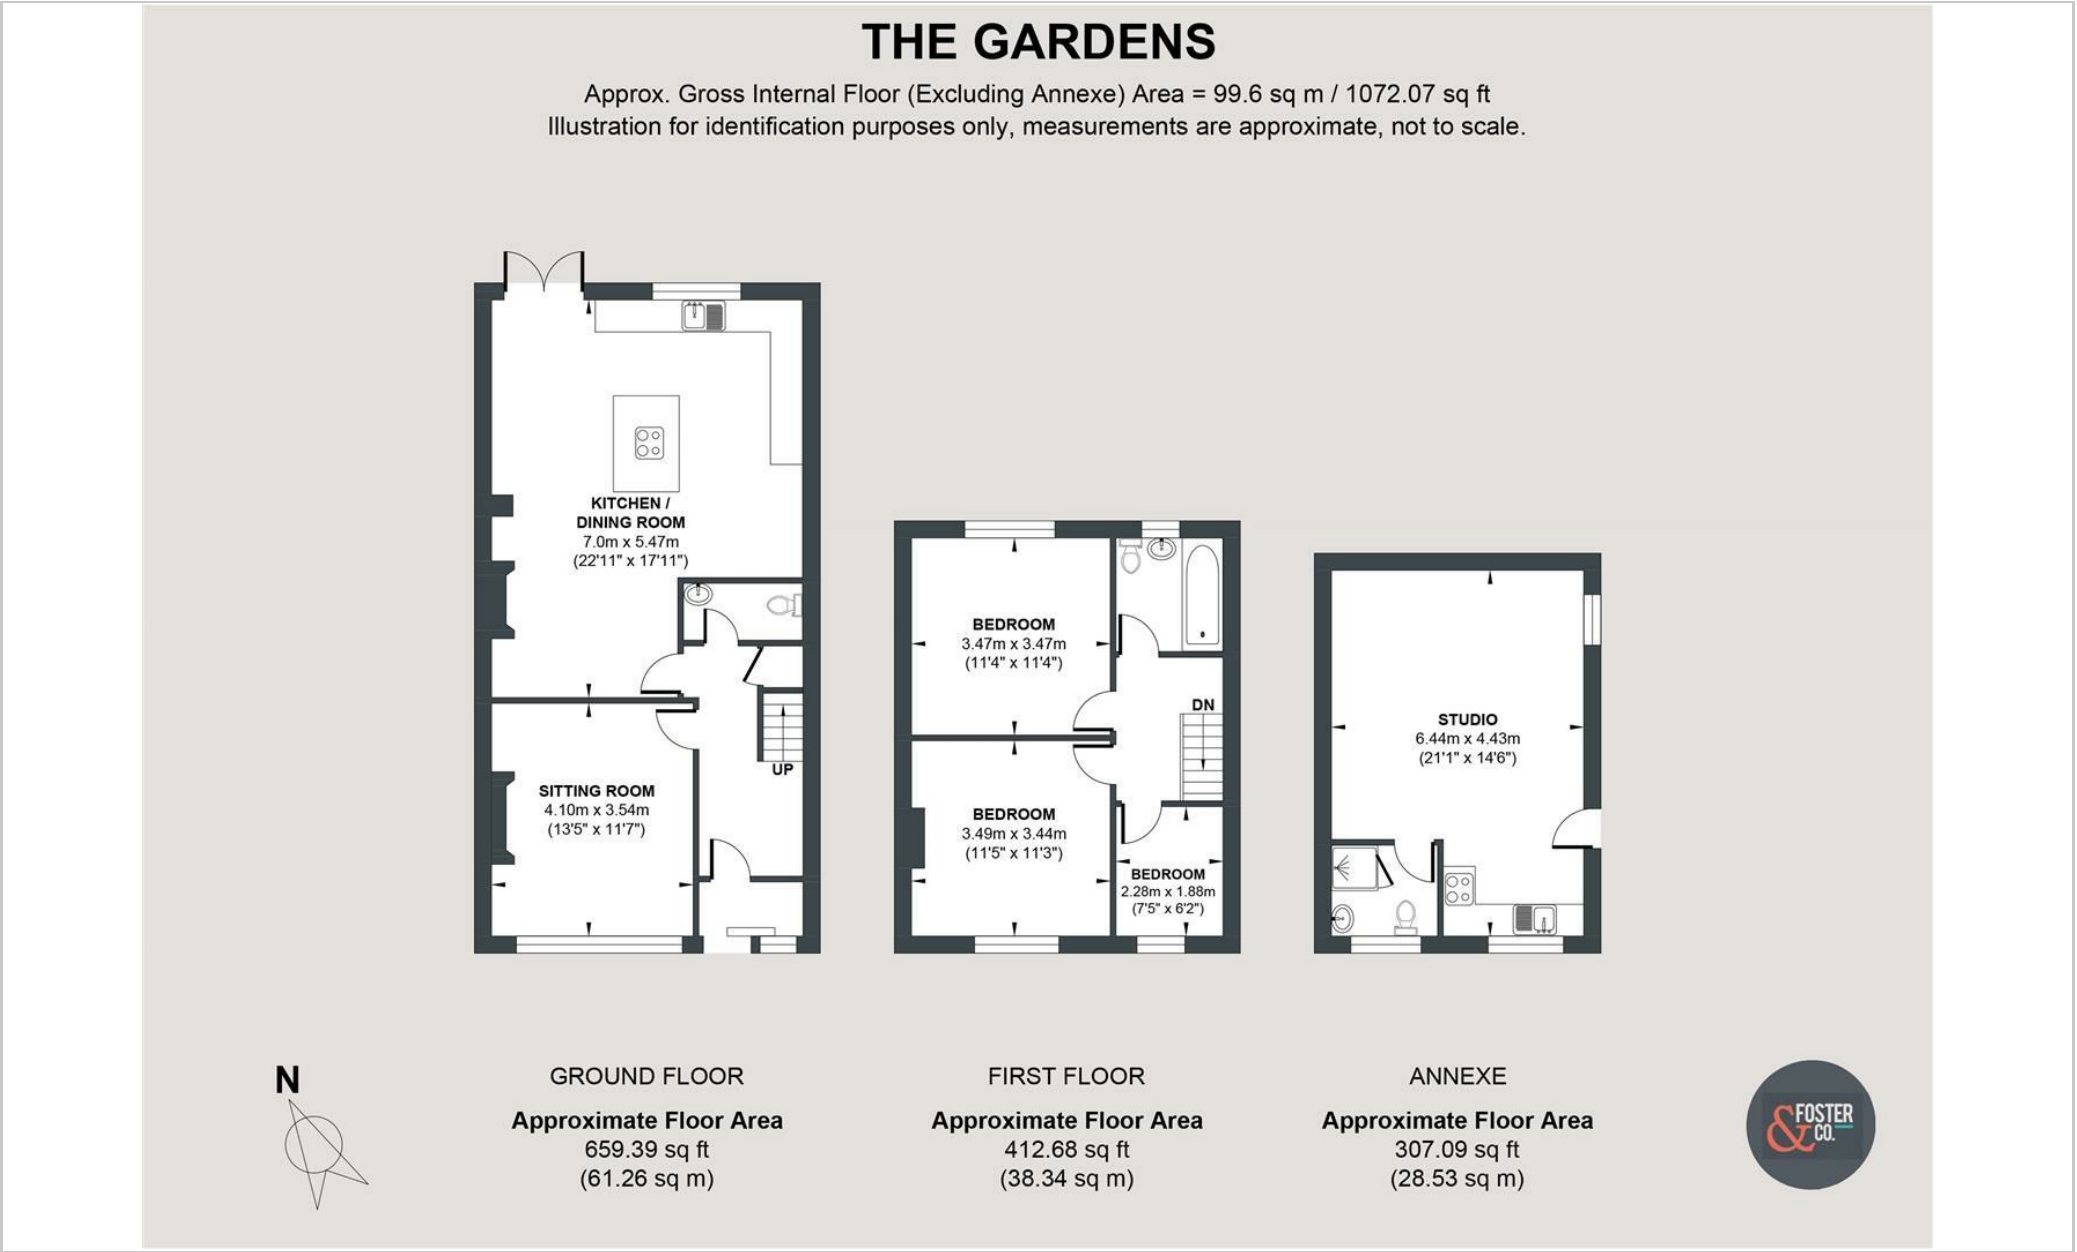 THE GARDENS
Approx. Gross Internal Floor (Excluding Annexe) Area = 99.6 sq m / 1072.07 sq ft
Illustration for identification purposes only, measurements are approximate, not to scale.
KITCHEN /
DINING ROOM
7.0m x 5.47m
(22'11" x 17'11")
UP
SITTING ROOM
4.10m x 3.54m
(13'5" x 11'7")
BEDROOM
3.47m x 3.47m
(11'4" x 11'4")
DN
BEDROOM
3.49m x 3.44m
(11'5" x 11'3")
BEDROOM
2.28m x 1.88m
(7'5" x 6'2")
STUDIO
6.44m x 4.43m
(21'1" x 14'6")
N
GROUND FLOOR
Approximate Floor Area
659.39 sq ft
(61.26 sq m)
FIRST FLOOR
Approximate Floor Area
412.68 sq ft
(38.34 sq m)
ANNEXE
Approximate Floor Area
307.09 sq ft
(28.53 sq m)
&FOSTER
CO.